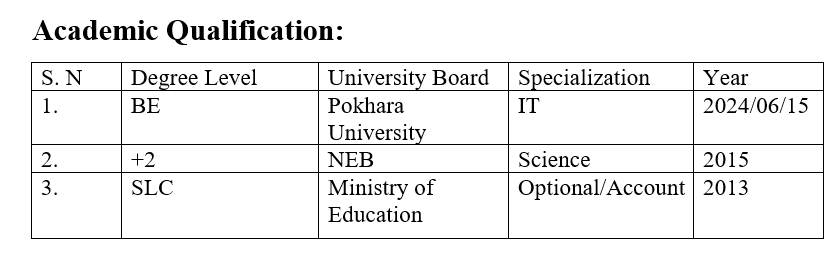 Academic Qualification:
S. N Degree Level University Board Specialization Year
1. BE Pokhara University IT 2024/06/15
2. +2 NEB Science 2015
3. SLC Ministry of Education Optional/Account 2013